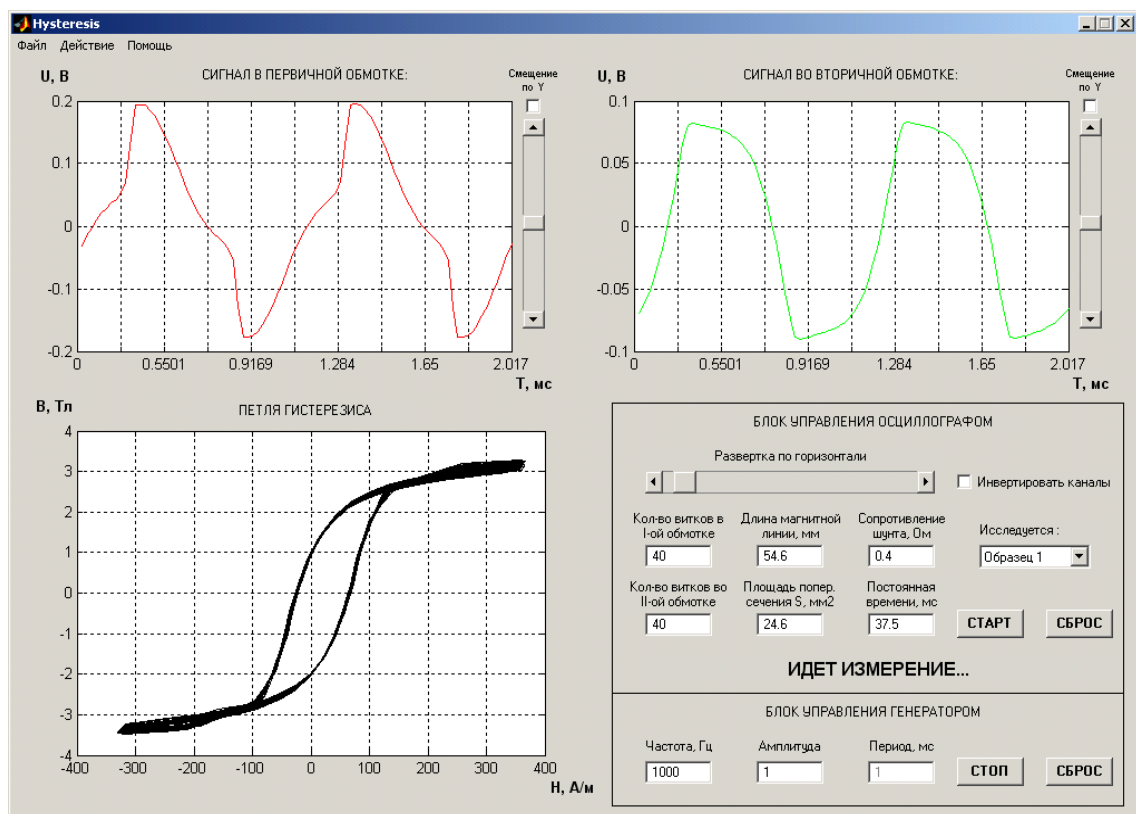 Hysteresis
Файл Действие Помощь
U, В СИГНАЛ В ПЕРВИЧНОЙ ОБМОТКЕ: Смещение
по Y
0.2
0.1
0
-0.1
-0.2
0 0.5501 0.9169 1.284 1.65 2.017
T, мс
U, В СИГНАЛ ВО ВТОРИЧНОЙ ОБМОТКЕ: Смещение
по Y
0.1
0.05
0
-0.05
-0.1
0 0.5501 0.9169 1.284 1.65 2.017
T, мс
B, Тл ПЕТЛЯ ГИСТЕРЕЗИСА
4
3
2
1
0
-1
-2
-3
-4
-400 -300 -200 -100 0 100 200 300 400
H, А/м
БЛОК УПРАВЛЕНИЯ ОСЦИЛЛОГРАФОМ
Развертка по горизонтали
Инвертировать каналы
Кол-во витков в Длина магнитной Сопротивление
I-ой обмотке линии, мм шунта, Ом Исследуется :
40 54.6 0.4 Образец 1
Кол-во витков во Площадь попер. Постоянная
II-ой обмотке сечения S, мм2 времени, мс
40 24.6 37.5 СТАРТ СБРОС
ИДЕТ ИЗМЕРЕНИЕ...
БЛОК УПРАВЛЕНИЯ ГЕНЕРАТОРОМ
Частота, Гц Амплитуда Период, мс
1000 1 1 СТОП СБРОС